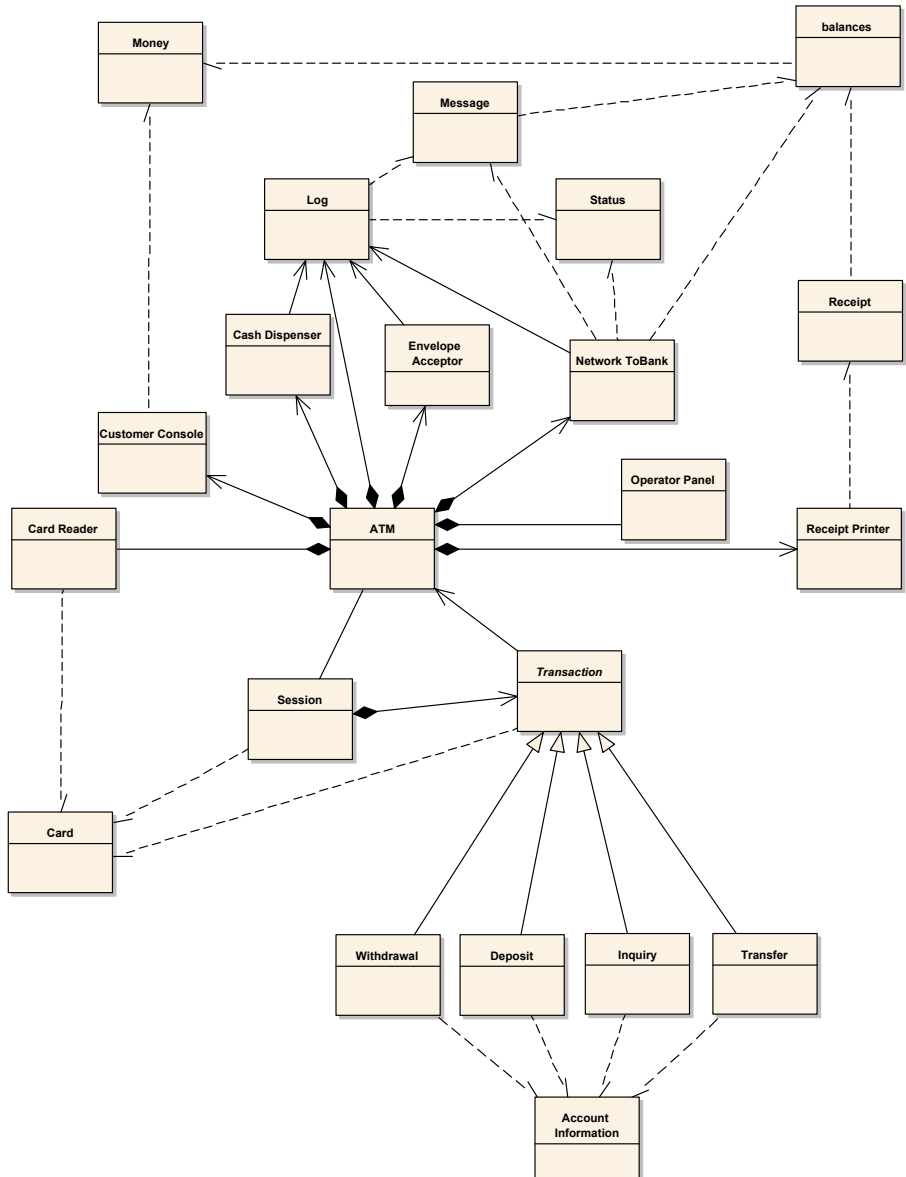 Money
balances
Message
Log
Status
Receipt
Cash Dispenser
Envelope
Acceptor
Network ToBank
Customer Console
Operator Panel
Card Reader
ATM
Receipt Printer
Transaction
Session
Card
Withdrawal
Deposit
Inquiry
Transfer
Account
Information